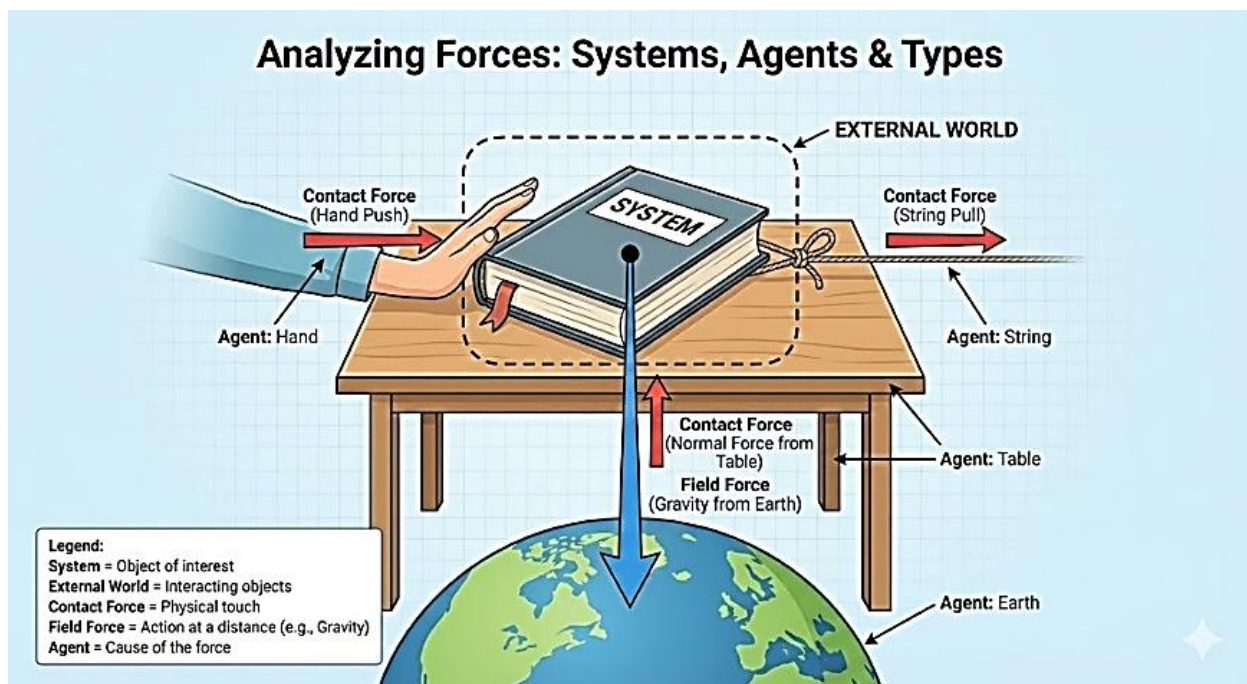 Analyzing Forces: Systems, Agents & Types
EXTERNAL WORLD
Contact Force
(Hand Push)
SYSTEM
Contact Force
(String Pull)
Agent: Hand
Agent: String
Contact Force
(Normal Force from
Table)
Agent: Table
Field Force
(Gravity from Earth)
Legend:
System = Object of interest
External World = Interacting objects
Contact Force = Physical touch
Field Force = Action at a distance (e.g., Gravity)
Agent = Cause of the force
Agent: Earth